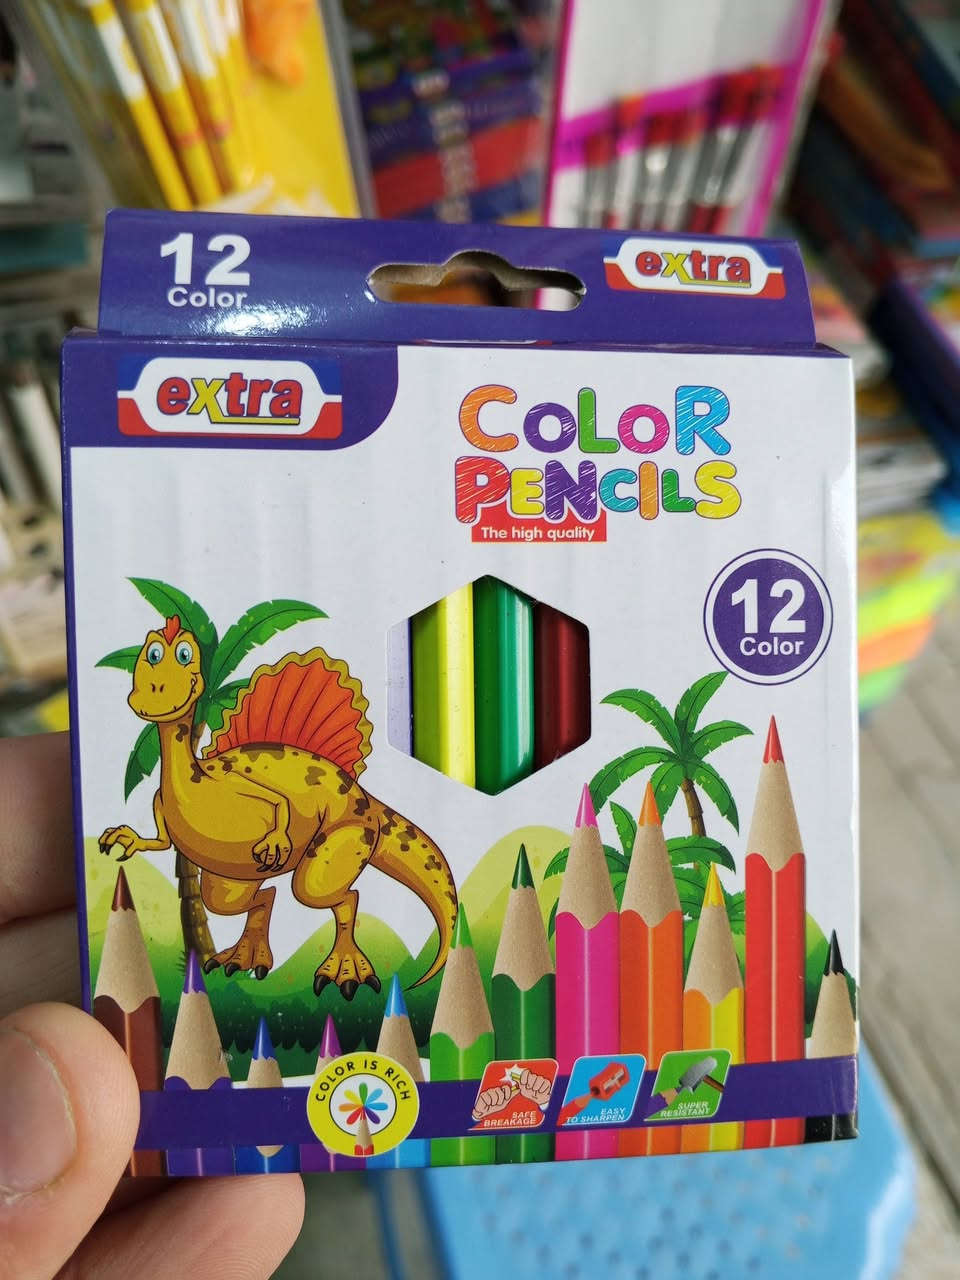 12
Color
extra
extra
COLOR
PENCILS
The high quality
12
Color
COLOR IS RICH
SAFE
BREAKAGE
EASY
TO SHARPEN
SUPER
RESISTANT